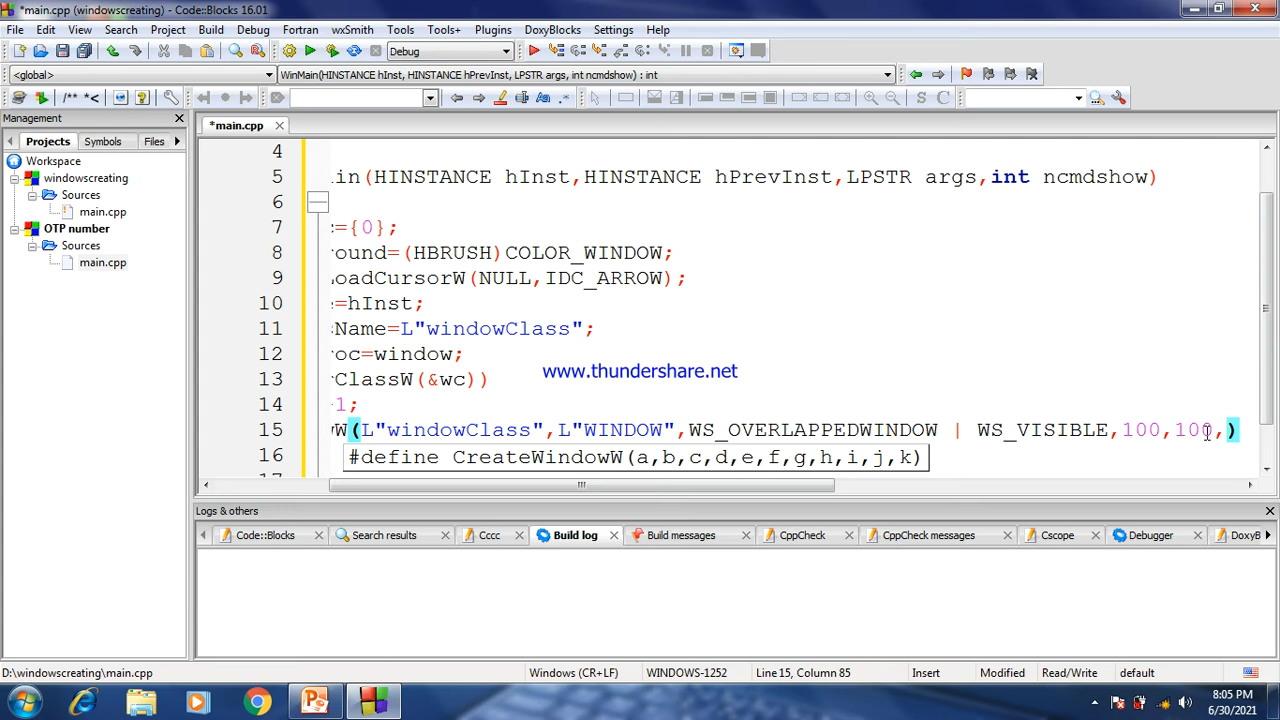 *main.cpp (windowscreating) - Code::Blocks 16.01
File Edit View Search Project Build Debug Fortran wxSmith Tools Tools+ Plugins DoxyBlocks Settings Help
Debug
<global> WinMain(HINSTANCE hInst, HINSTANCE hPrevInst, LPSTR args, int ncmdshow) : int
/** *< S C
Management
Projects Symbols Files
*main.cpp
Workspace
windowscreating
Sources
main.cpp
OTP number
Sources
main.cpp
4
5 in(HINSTANCE hInst,HINSTANCE hPrevInst,LPSTR args,int ncmdshow)
6
7 ={0};
8 round=(HBRUSH)COLOR_WINDOW;
9 oadCursorW(NULL,IDC_ARROW);
10 =hInst;
11 sName=L"windowClass";
12 roc=window;
www.thundershare.net
13 rClassW(&wc))
14 1;
15 wW(L"windowClass",L"WINDOW",WS_OVERLAPPEDWINDOW | WS_VISIBLE,100,100,)
16 #define CreateWindowW(a,b,c,d,e,f,g,h,i,j,k)
Logs & others
Code::Blocks Search results Cccc Build log Build messages CppCheck CppCheck messages Cscope Debugger DoxyB
D:\windowscreating\main.cpp Windows (CR+LF) WINDOWS-1252 Line 15, Column 85 Insert Modified Read/Write default
8:05 PM
6/30/2021